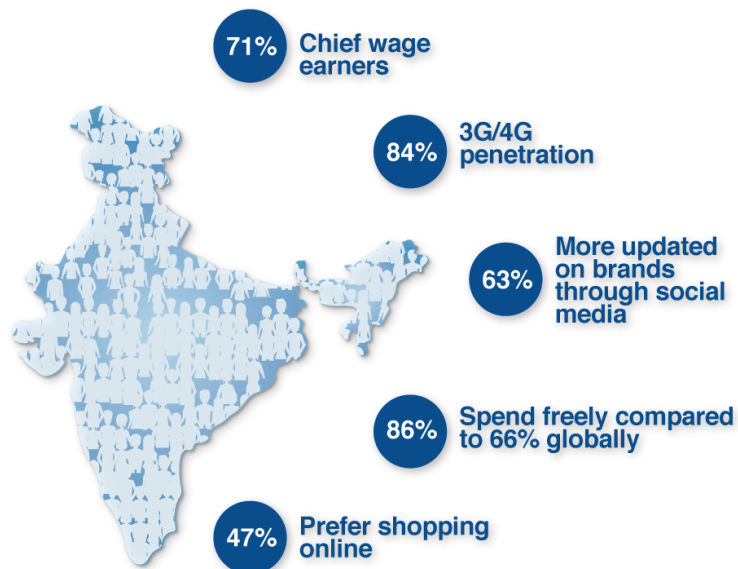 71%
Chief wage
earners
84%
3G/4G
penetration
63%
More updated
on brands
through social
media
86%
Spend freely compared
to 66% globally
47%
Prefer shopping
online